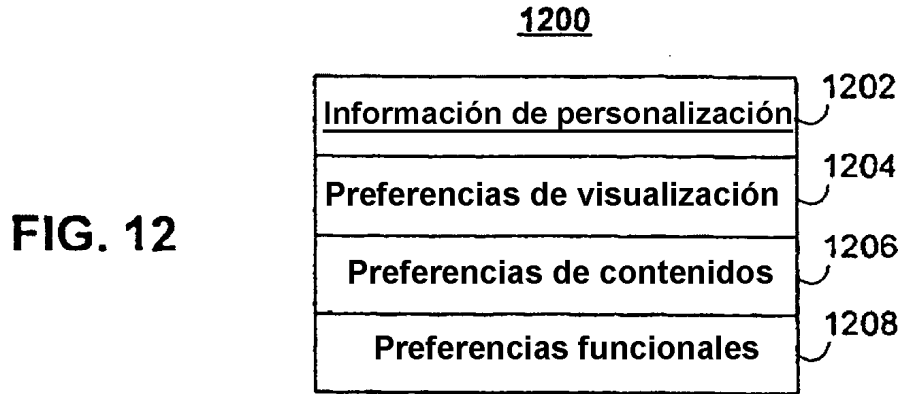 1200
Información de personalización 1202
Preferencias de visualización 1204
FIG. 12
Preferencias de contenidos 1206
Preferencias funcionales 1208